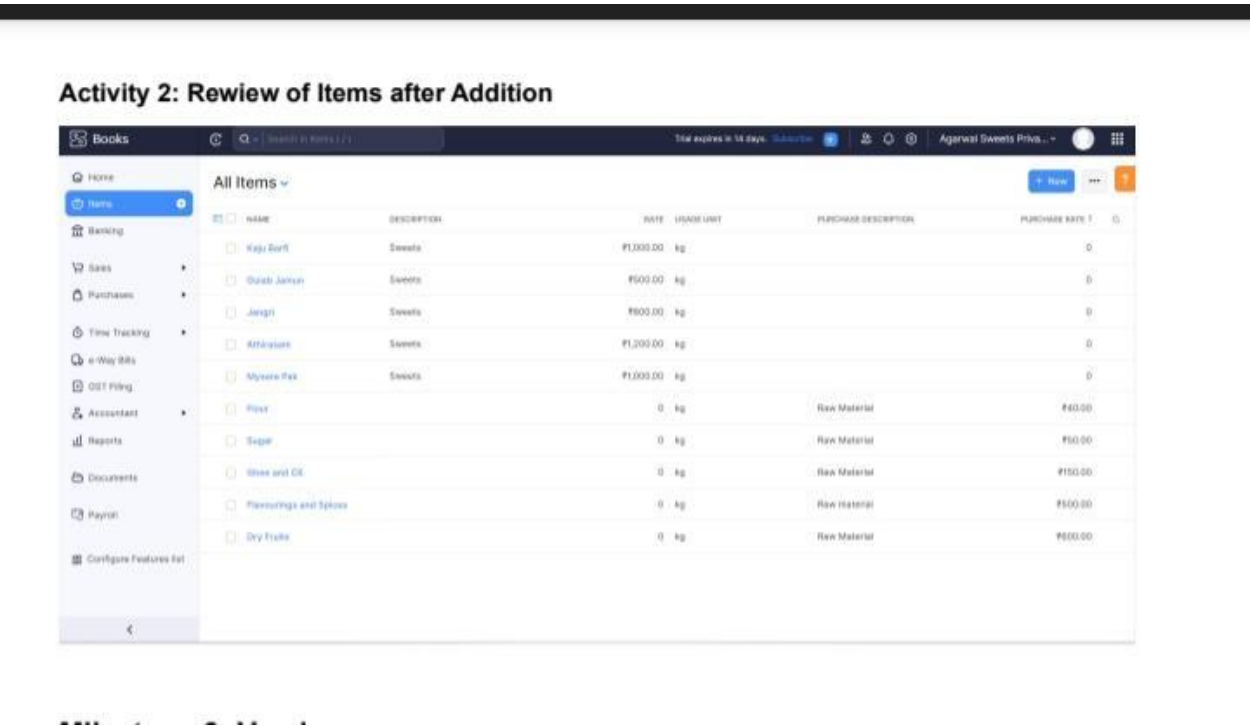 Activity 2: Rewiew of Items after Addition
Books Search in Items ( / ) Trial expires in 14 days. Subscribe Agarwal Sweets Priva...
Home
All Items + New ... ?
Items
NAME DESCRIPTION RATE USAGE UNIT PURCHASE DESCRIPTION PURCHASE RATE
Banking
Kaju Barfi Sweets ₹1,000.00 kg 0
Sales
Gulab Jamun Sweets kg 0
Purchases
Jangri Sweets kg 0
Time Tracking
Athirasam Sweets ₹1,200.00 kg 0
e-Way Bills
Mysore Pak Sweets ₹1,000.00 kg 0
GST Filing
Flour 0 kg Raw Material ₹40.00
Accountant
Sugar 0 kg Raw Material ₹50.00
Reports
Ghee and Oil 0 kg Raw Material ₹150.00
Documents
Flavourings and Spices 0 kg Raw material ₹500.00
Payroll
Dry Fruits 0 kg Raw Material ₹600.00
Configure Features list